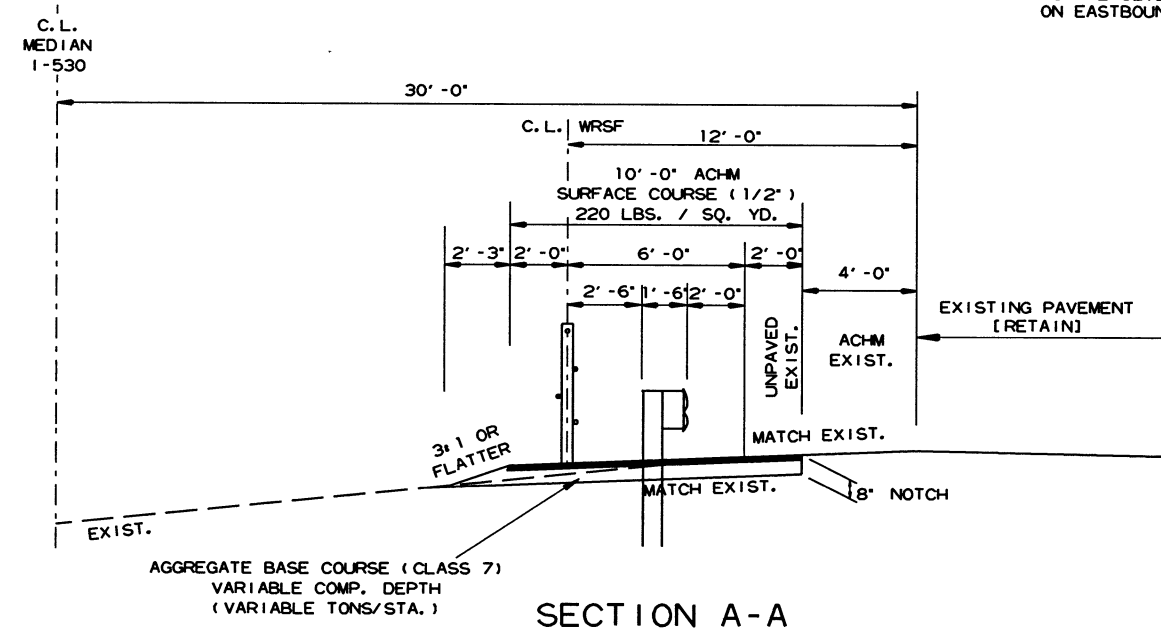 ON EASTBOUN
C.L.
MEDIAN
I-530
30'-0"
C.L. WRSF
12'-0"
10'-0" ACHM
SURFACE COURSE (1/2")
220 LBS. / SQ. YD.
2'-3" 2'-0" 6'-0" 2'-0"
4'-0"
2'-6" 1'-6" 2'-0"
EXISTING PAVEMENT
[RETAIN]
UNPAVED
EXIST.
ACHM
EXIST.
3:1 OR
FLATTER
MATCH EXIST.
MATCH EXIST.
8" NOTCH
EXIST.
AGGREGATE BASE COURSE (CLASS 7)
VARIABLE COMP. DEPTH
(VARIABLE TONS/STA.)
SECTION A-A